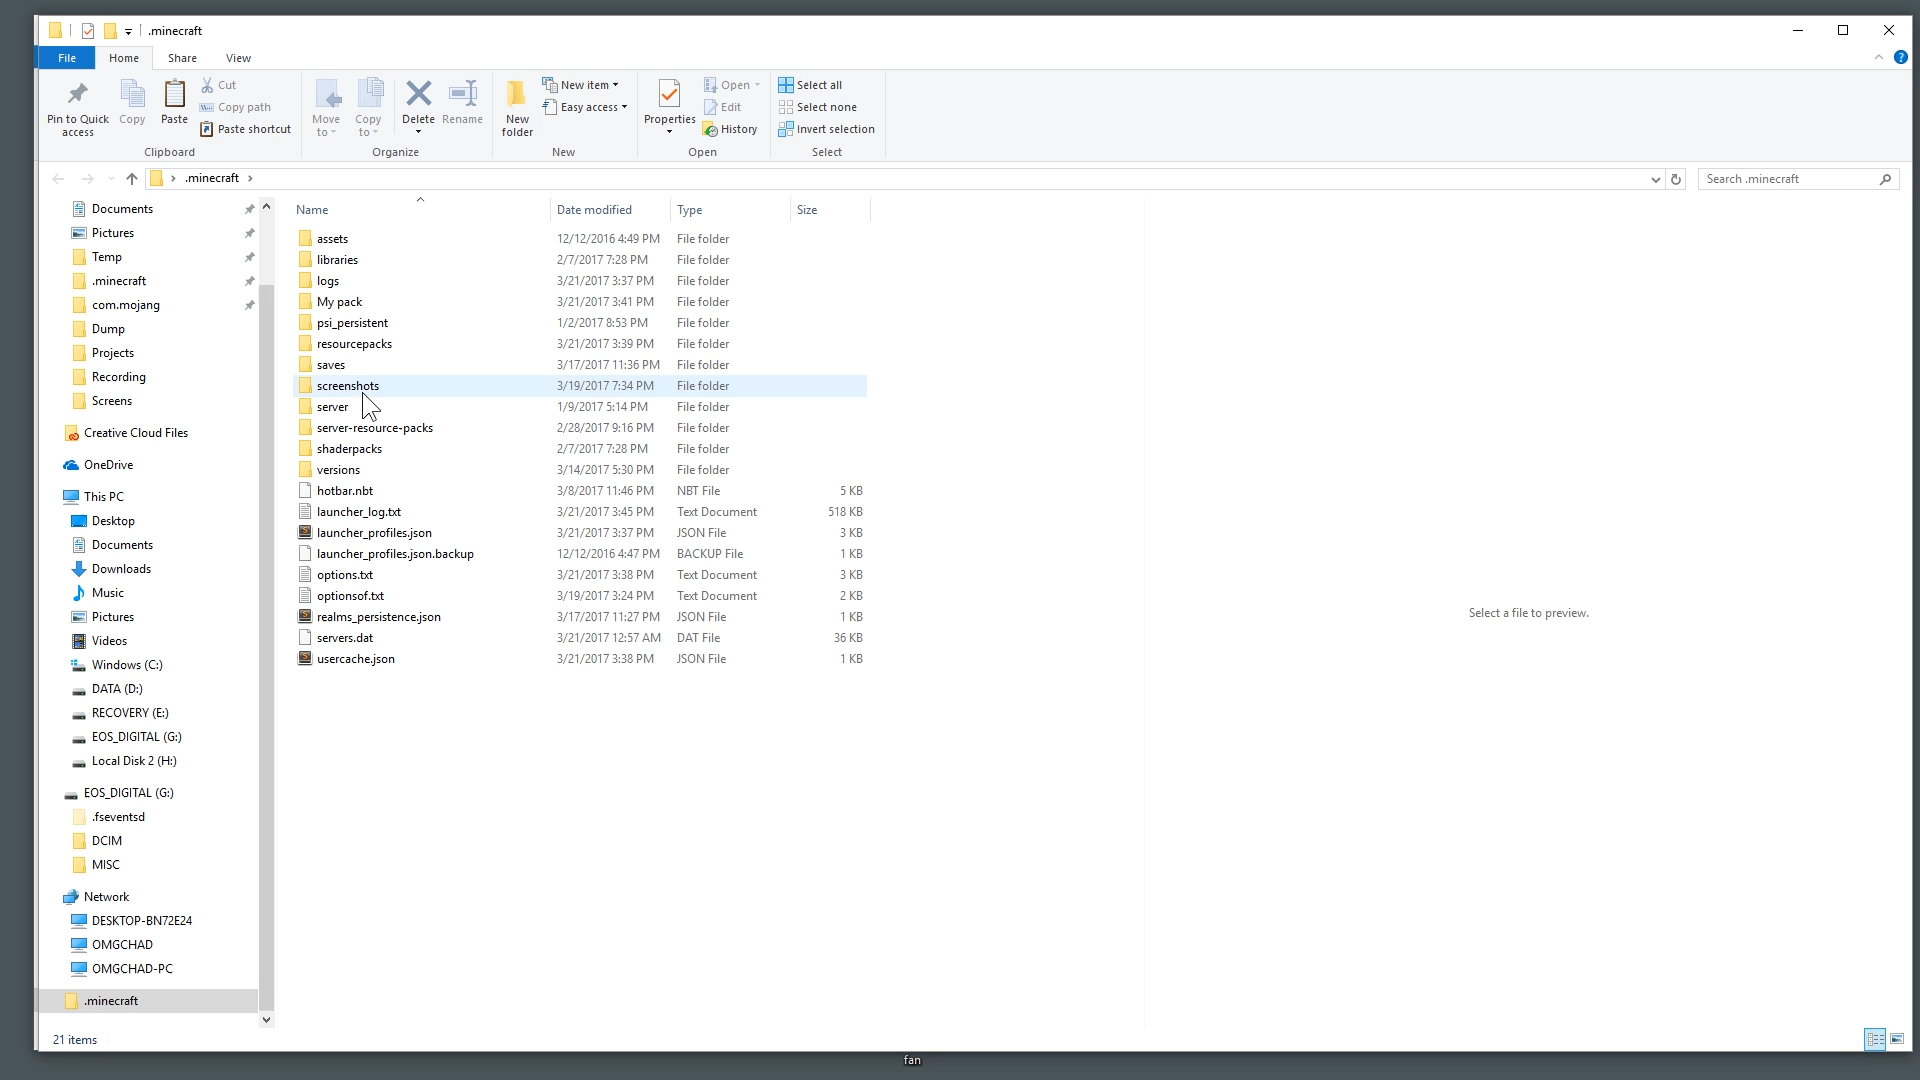 .minecraft
File Home Share View
Pin to Quick access
Copy
Paste
Cut
Copy path
Paste shortcut
Clipboard
Move to
Copy to
Delete
Rename
Organize
New folder
New item
Easy access
New
Properties
Open
Edit
History
Open
Select all
Select none
Invert selection
Select
.minecraft
Search .minecraft
Documents
Pictures
Temp
.minecraft
com.mojang
Dump
Projects
Recording
Screens
Creative Cloud Files
OneDrive
This PC
Desktop
Documents
Downloads
Music
Pictures
Videos
Windows (C:)
DATA (D:)
RECOVERY (E:)
EOS_DIGITAL (G:)
Local Disk 2 (H:)
EOS_DIGITAL (G:)
.fseventsd
DCIM
MISC
Network
DESKTOP-BN72E24
OMGCHAD
OMGCHAD-PC
.minecraft
Name Date modified Type Size
assets 12/12/2016 4:49 PM File folder
libraries 2/7/2017 7:28 PM File folder
logs 3/21/2017 3:37 PM File folder
My pack 3/21/2017 3:41 PM File folder
psi_persistent 1/2/2017 8:53 PM File folder
resourcepacks 3/21/2017 3:39 PM File folder
saves 3/17/2017 11:36 PM File folder
screenshots 3/19/2017 7:34 PM File folder
server 1/9/2017 5:14 PM File folder
server-resource-packs 2/28/2017 9:16 PM File folder
shaderpacks 2/7/2017 7:28 PM File folder
versions 3/14/2017 5:30 PM File folder
hotbar.nbt 3/8/2017 11:46 PM NBT File 5 KB
launcher_log.txt 3/21/2017 3:45 PM Text Document 518 KB
launcher_profiles.json 3/21/2017 3:37 PM JSON File 3 KB
launcher_profiles.json.backup 12/12/2016 4:47 PM BACKUP File 1 KB
options.txt 3/21/2017 3:38 PM Text Document 3 KB
optionsof.txt 3/19/2017 3:24 PM Text Document 2 KB
realms_persistence.json 3/17/2017 11:27 PM JSON File 1 KB
servers.dat 3/21/2017 12:57 AM DAT File 36 KB
usercache.json 3/21/2017 3:38 PM JSON File 1 KB
Select a file to preview.
21 items
fan